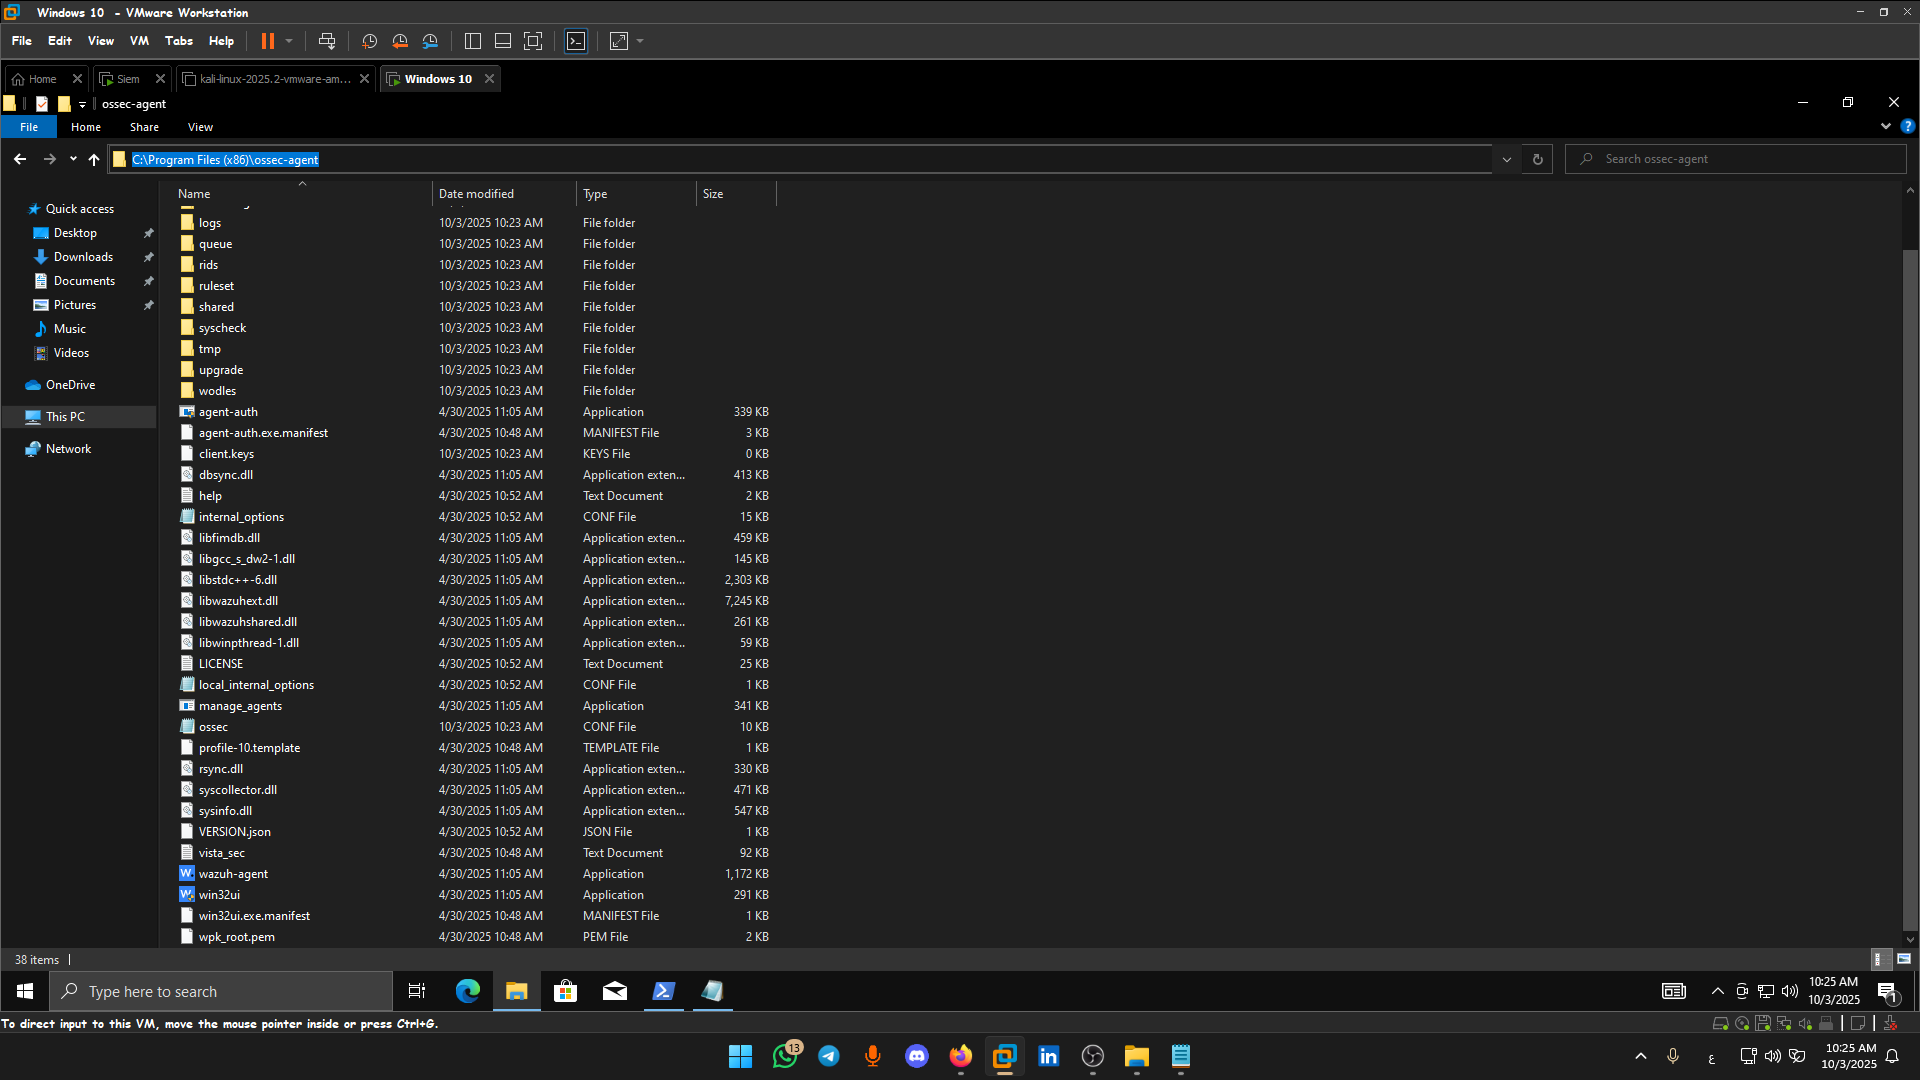 Windows 10 - VMware Workstation
File Edit View VM Tabs Help
Home Siem kali-linux-2025.2-vmware-am... Windows 10
ossec-agent
File Home Share View
C:\Program Files (x86)\ossec-agent Search ossec-agent
Name Date modified Type Size
Quick access
Desktop
Downloads
Documents
Pictures
Music
Videos
OneDrive
This PC
Network
logs 10/3/2025 10:23 AM File folder
queue 10/3/2025 10:23 AM File folder
rids 10/3/2025 10:23 AM File folder
ruleset 10/3/2025 10:23 AM File folder
shared 10/3/2025 10:23 AM File folder
syscheck 10/3/2025 10:23 AM File folder
tmp 10/3/2025 10:23 AM File folder
upgrade 10/3/2025 10:23 AM File folder
wodles 10/3/2025 10:23 AM File folder
agent-auth 4/30/2025 11:05 AM Application 339 KB
agent-auth.exe.manifest 4/30/2025 10:48 AM MANIFEST File 3 KB
client.keys 10/3/2025 10:23 AM KEYS File 0 KB
dbsync.dll 4/30/2025 11:05 AM Application exten... 413 KB
help 4/30/2025 10:52 AM Text Document 2 KB
internal_options 4/30/2025 10:52 AM CONF File 15 KB
libfimdb.dll 4/30/2025 11:05 AM Application exten... 459 KB
libgcc_s_dw2-1.dll 4/30/2025 11:05 AM Application exten... 145 KB
libstdc++-6.dll 4/30/2025 11:05 AM Application exten... 2,303 KB
libwazuhext.dll 4/30/2025 11:05 AM Application exten... 7,245 KB
libwazuhshared.dll 4/30/2025 11:05 AM Application exten... 261 KB
libwinpthread-1.dll 4/30/2025 11:05 AM Application exten... 59 KB
LICENSE 4/30/2025 10:52 AM Text Document 25 KB
local_internal_options 4/30/2025 10:52 AM CONF File 1 KB
manage_agents 4/30/2025 11:05 AM Application 341 KB
ossec 10/3/2025 10:23 AM CONF File 10 KB
profile-10.template 4/30/2025 10:48 AM TEMPLATE File 1 KB
rsync.dll 4/30/2025 11:05 AM Application exten... 330 KB
syscollector.dll 4/30/2025 11:05 AM Application exten... 471 KB
sysinfo.dll 4/30/2025 11:05 AM Application exten... 547 KB
VERSION.json 4/30/2025 10:52 AM JSON File 1 KB
vista_sec 4/30/2025 10:48 AM Text Document 92 KB
wazuh-agent 4/30/2025 11:05 AM Application 1,172 KB
win32ui 4/30/2025 11:05 AM Application 291 KB
win32ui.exe.manifest 4/30/2025 10:48 AM MANIFEST File 1 KB
wpk_root.pem 4/30/2025 10:48 AM PEM File 2 KB
38 items
Type here to search
10:25 AM
10/3/2025
1
To direct input to this VM, move the mouse pointer inside or press Ctrl+G.
13
ع
10:25 AM
10/3/2025